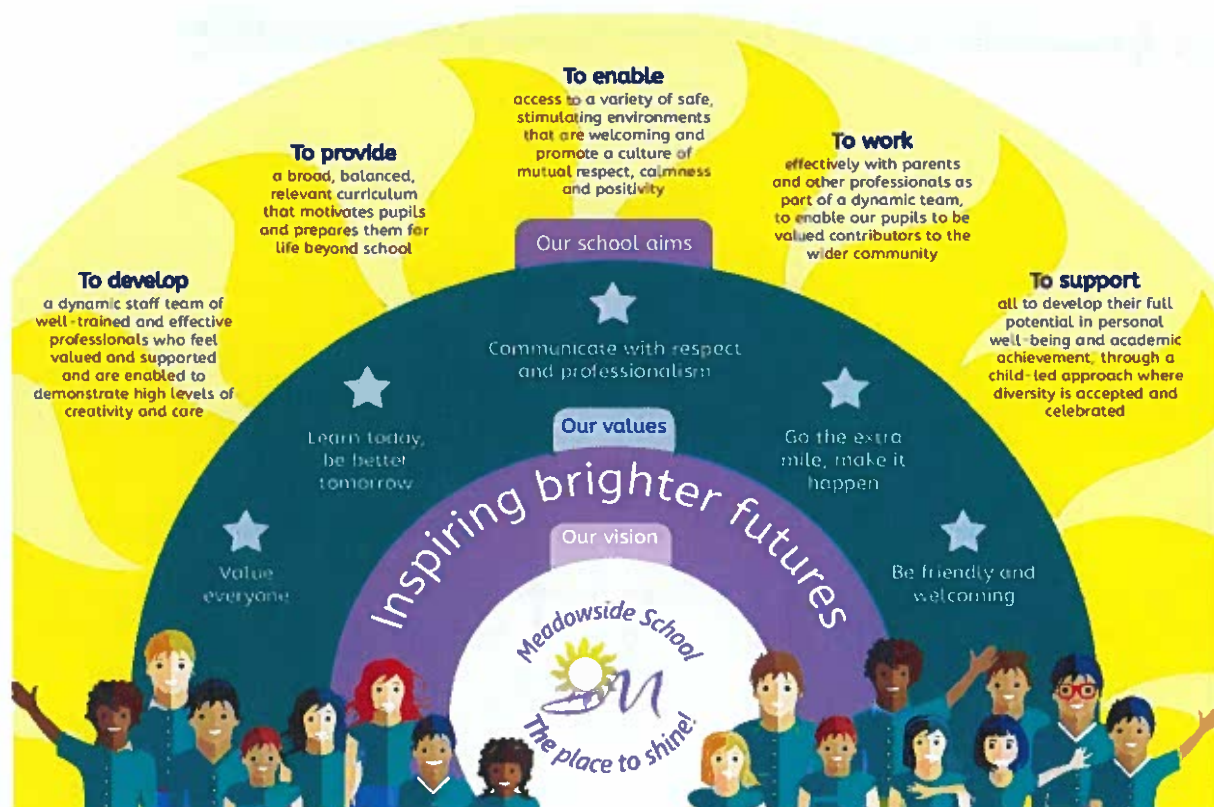 To enable
access to a variety of safe,
stimulating environments
that are welcoming and
promote a culture of
mutual respect, calmness
and positivity
To provide
a broad, balanced,
relevant curriculum
that motivates pupils
and prepares them for
life beyond school
To work
effectively with parents
and other professionals as
part of a dynamic team,
to enable our pupils to be
valued contributors to the
wider community
To develop
a dynamic staff team of
well-trained and effective
professionals who feel
valued and supported
and are enabled to
demonstrate high levels of
creativity and care
To support
all to develop their full
potential in personal
well-being and academic
achievement, through a
child-led approach where
diversity is accepted and
celebrated
Our school aims
Communicate with respect
and professionalism
Learn today,
be better
tomorrow
Go the extra
mile, make it
happen
Value
everyone
Be friendly and
welcoming
Our values
Inspiring brighter futures
Our vision
Meadowside School
M
The place to shine!